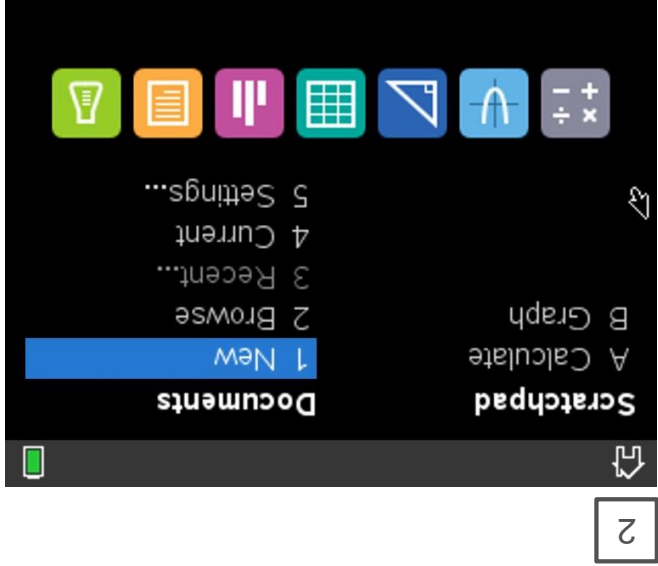 2
Scratchpad
A Calculate
B Graph
Documents
1 New
2 Browse
3 Recent...
4 Current
5 Settings...